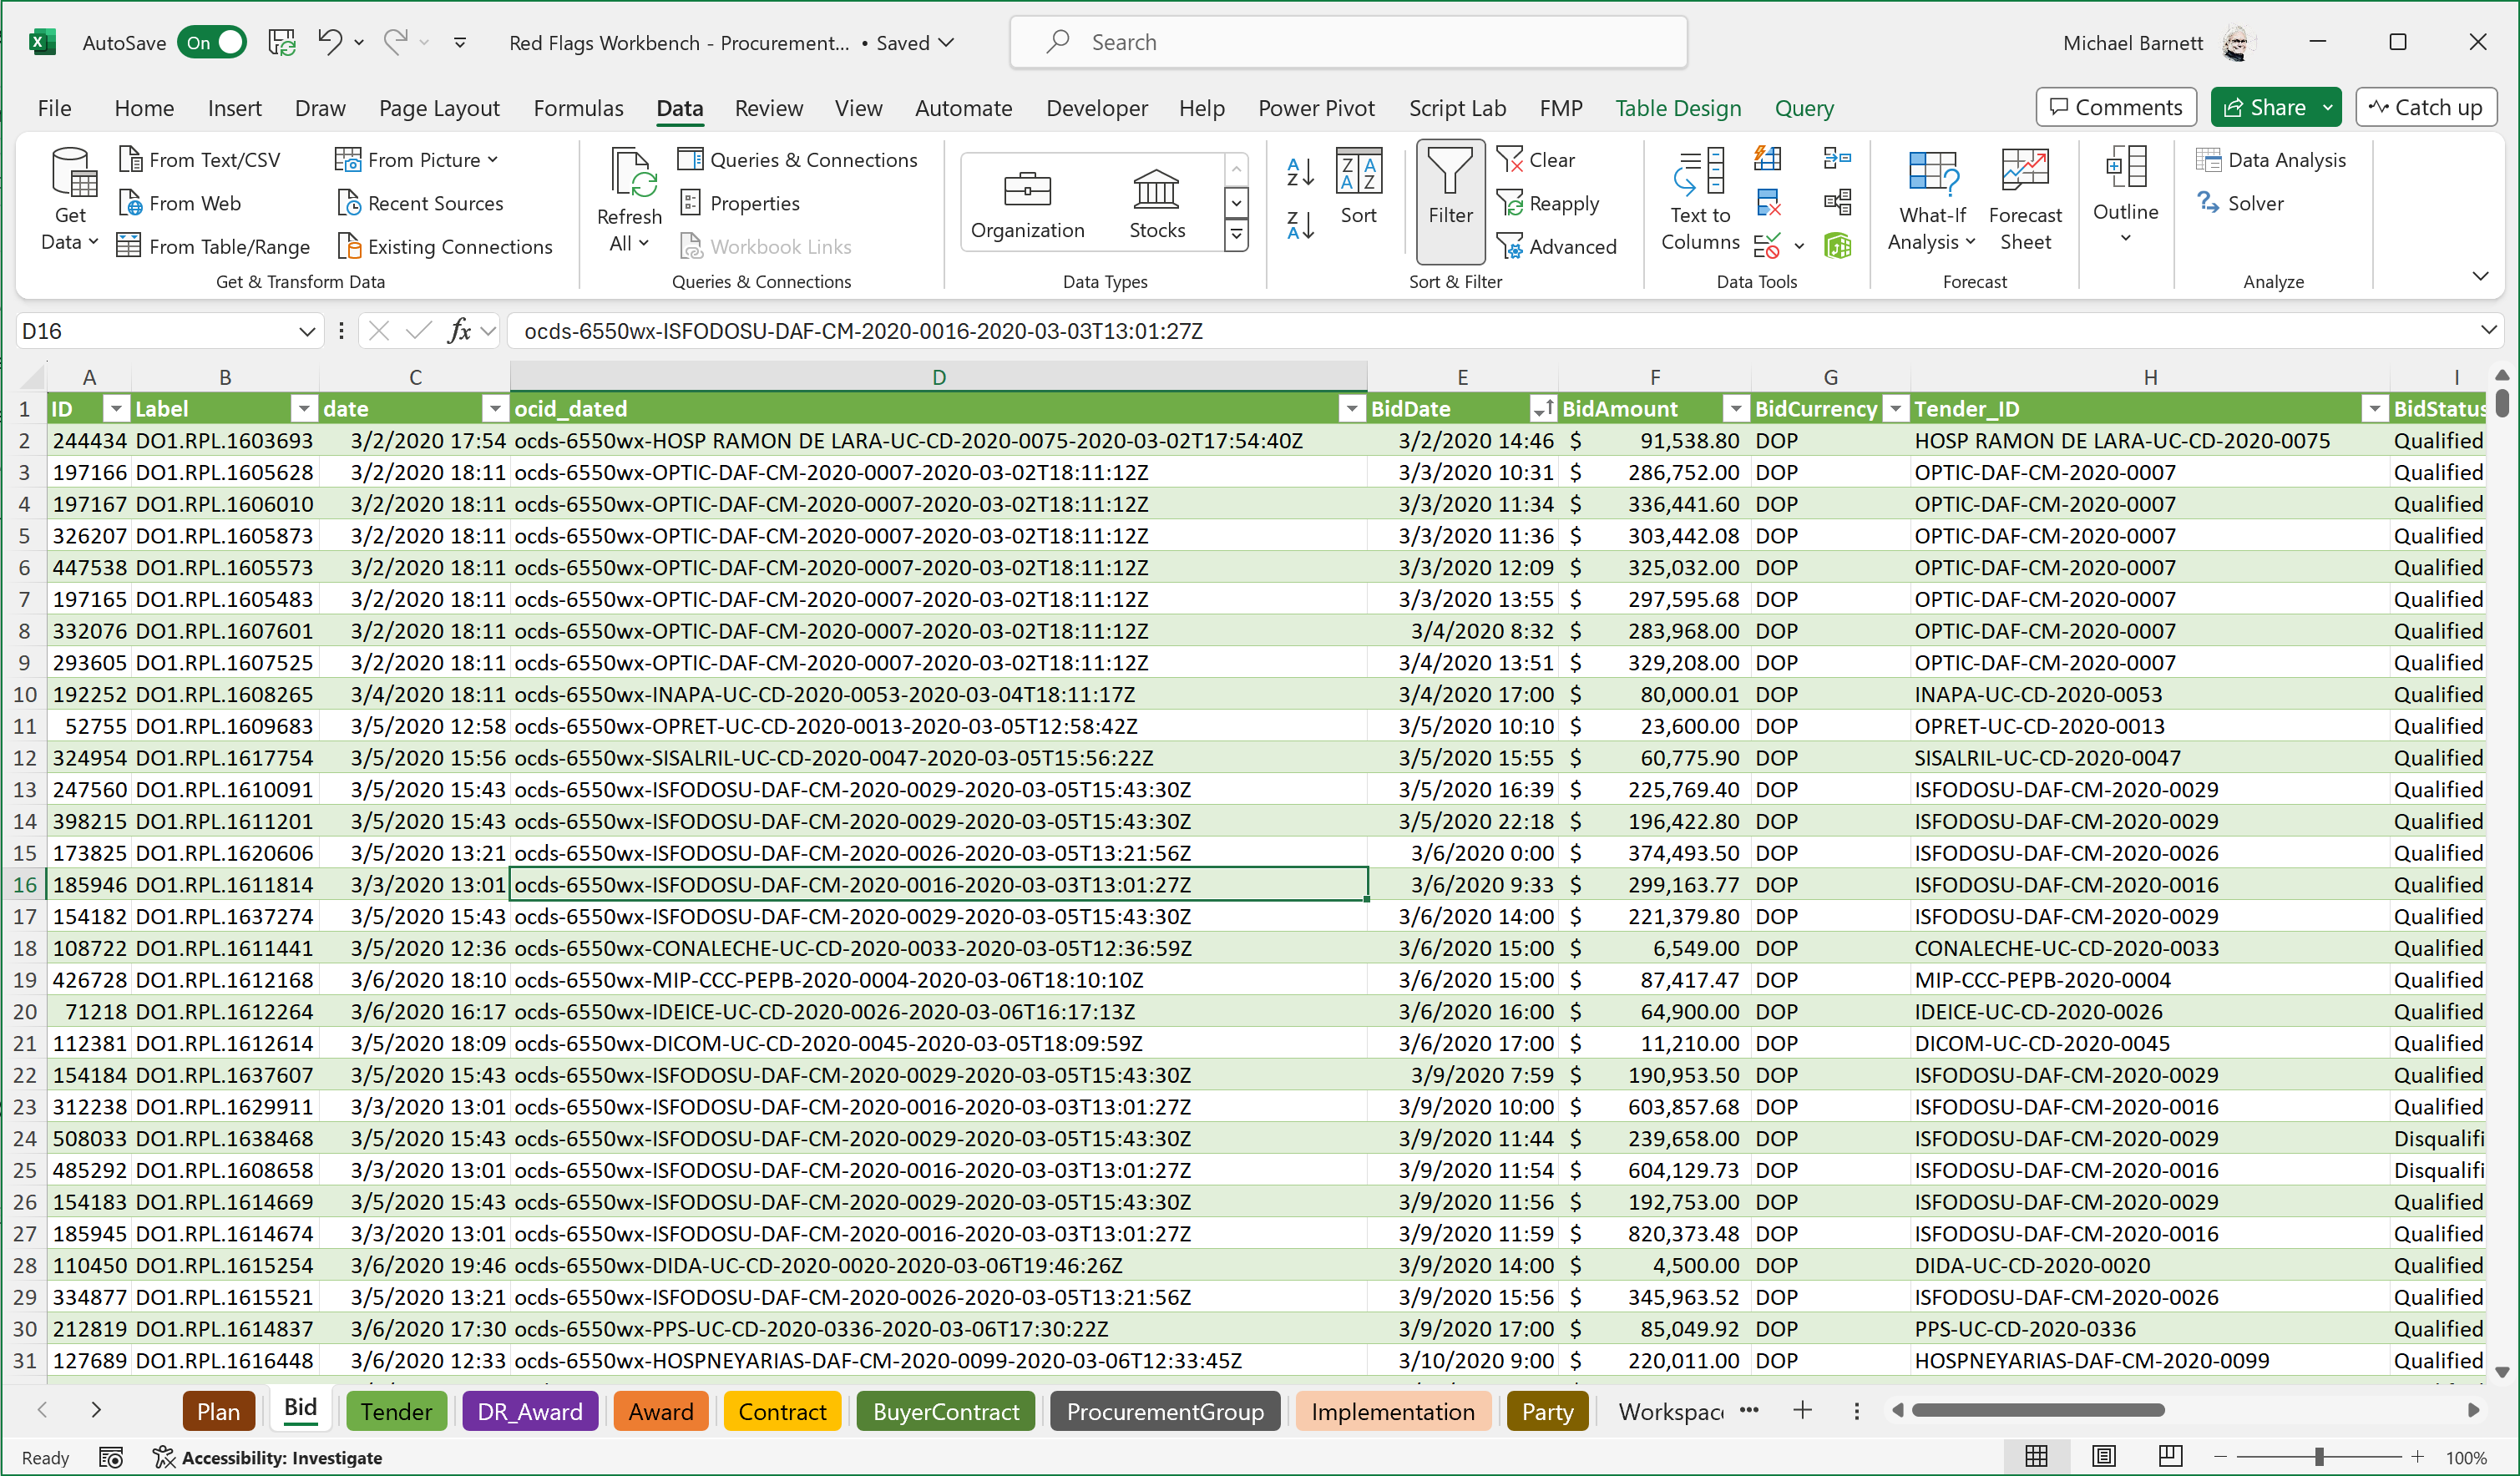 AutoSave On Red Flags Workbench - Procurement... • Saved Search Michael Barnett
File Home Insert Draw Page Layout Formulas Data Review View Automate Developer Help Power Pivot Script Lab FMP Table Design Query Comments Share Catch up
Get Data From Text/CSV From Web From Table/Range From Picture Recent Sources Existing Connections
Get & Transform Data
Refresh All Queries & Connections Properties Workbook Links
Queries & Connections
Organization Stocks
Data Types
Sort Filter Clear Reapply Advanced
Sort & Filter
Text to Columns
Data Tools
What-If Analysis Forecast Sheet
Forecast
Outline
Data Analysis Solver
Analyze
D16 fx ocds-6550wx-ISFODOSU-DAF-CM-2020-0016-2020-03-03T13:01:27Z
A B C D E F G H I
1 ID Label date ocid_dated BidDate BidAmount BidCurrency Tender_ID BidStatus
2 244434 DO1.RPL.1603693 3/2/2020 17:54 ocds-6550wx-HOSP RAMON DE LARA-UC-CD-2020-0075-2020-03-02T17:54:40Z 3/2/2020 14:46 $ 91,538.80 DOP HOSP RAMON DE LARA-UC-CD-2020-0075 Qualified
3 197166 DO1.RPL.1605628 3/2/2020 18:11 ocds-6550wx-OPTIC-DAF-CM-2020-0007-2020-03-02T18:11:12Z 3/3/2020 10:31 $ 286,752.00 DOP OPTIC-DAF-CM-2020-0007 Qualified
4 197167 DO1.RPL.1606010 3/2/2020 18:11 ocds-6550wx-OPTIC-DAF-CM-2020-0007-2020-03-02T18:11:12Z 3/3/2020 11:34 $ 336,441.60 DOP OPTIC-DAF-CM-2020-0007 Qualified
5 326207 DO1.RPL.1605873 3/2/2020 18:11 ocds-6550wx-OPTIC-DAF-CM-2020-0007-2020-03-02T18:11:12Z 3/3/2020 11:36 $ 303,442.08 DOP OPTIC-DAF-CM-2020-0007 Qualified
6 447538 DO1.RPL.1605573 3/2/2020 18:11 ocds-6550wx-OPTIC-DAF-CM-2020-0007-2020-03-02T18:11:12Z 3/3/2020 12:09 $ 325,032.00 DOP OPTIC-DAF-CM-2020-0007 Qualified
7 197165 DO1.RPL.1605483 3/2/2020 18:11 ocds-6550wx-OPTIC-DAF-CM-2020-0007-2020-03-02T18:11:12Z 3/3/2020 13:55 $ 297,595.68 DOP OPTIC-DAF-CM-2020-0007 Qualified
8 332076 DO1.RPL.1607601 3/2/2020 18:11 ocds-6550wx-OPTIC-DAF-CM-2020-0007-2020-03-02T18:11:12Z 3/4/2020 8:32 $ 283,968.00 DOP OPTIC-DAF-CM-2020-0007 Qualified
9 293605 DO1.RPL.1607525 3/2/2020 18:11 ocds-6550wx-OPTIC-DAF-CM-2020-0007-2020-03-02T18:11:12Z 3/4/2020 13:51 $ 329,208.00 DOP OPTIC-DAF-CM-2020-0007 Qualified
10 192252 DO1.RPL.1608265 3/4/2020 18:11 ocds-6550wx-INAPA-UC-CD-2020-0053-2020-03-04T18:11:17Z 3/4/2020 17:00 $ 80,000.01 DOP INAPA-UC-CD-2020-0053 Qualified
11 52755 DO1.RPL.1609683 3/5/2020 12:58 ocds-6550wx-OPRET-UC-CD-2020-0013-2020-03-05T12:58:42Z 3/5/2020 10:10 $ 23,600.00 DOP OPRET-UC-CD-2020-0013 Qualified
12 324954 DO1.RPL.1617754 3/5/2020 15:56 ocds-6550wx-SISALRIL-UC-CD-2020-0047-2020-03-05T15:56:22Z 3/5/2020 15:55 $ 60,775.90 DOP SISALRIL-UC-CD-2020-0047 Qualified
13 247560 DO1.RPL.1610091 3/5/2020 15:43 ocds-6550wx-ISFODOSU-DAF-CM-2020-0029-2020-03-05T15:43:30Z 3/5/2020 16:39 $ 225,769.40 DOP ISFODOSU-DAF-CM-2020-0029 Qualified
14 398215 DO1.RPL.1611201 3/5/2020 15:43 ocds-6550wx-ISFODOSU-DAF-CM-2020-0029-2020-03-05T15:43:30Z 3/5/2020 22:18 $ 196,422.80 DOP ISFODOSU-DAF-CM-2020-0029 Qualified
15 173825 DO1.RPL.1620606 3/5/2020 13:21 ocds-6550wx-ISFODOSU-DAF-CM-2020-0026-2020-03-05T13:21:56Z 3/6/2020 0:00 $ 374,493.50 DOP ISFODOSU-DAF-CM-2020-0026 Qualified
16 185946 DO1.RPL.1611814 3/3/2020 13:01 ocds-6550wx-ISFODOSU-DAF-CM-2020-0016-2020-03-03T13:01:27Z 3/6/2020 9:33 $ 299,163.77 DOP ISFODOSU-DAF-CM-2020-0016 Qualified
17 154182 DO1.RPL.1637274 3/5/2020 15:43 ocds-6550wx-ISFODOSU-DAF-CM-2020-0029-2020-03-05T15:43:30Z 3/6/2020 14:00 $ 221,379.80 DOP ISFODOSU-DAF-CM-2020-0029 Qualified
18 108722 DO1.RPL.1611441 3/5/2020 12:36 ocds-6550wx-CONALECHE-UC-CD-2020-0033-2020-03-05T12:36:59Z 3/6/2020 15:00 $ 6,549.00 DOP CONALECHE-UC-CD-2020-0033 Qualified
19 426728 DO1.RPL.1612168 3/6/2020 18:10 ocds-6550wx-MIP-CCC-PEPB-2020-0004-2020-03-06T18:10:10Z 3/6/2020 15:00 $ 87,417.47 DOP MIP-CCC-PEPB-2020-0004 Qualified
20 71218 DO1.RPL.1612264 3/6/2020 16:17 ocds-6550wx-IDEICE-UC-CD-2020-0026-2020-03-06T16:17:13Z 3/6/2020 16:00 $ 64,900.00 DOP IDEICE-UC-CD-2020-0026 Qualified
21 112381 DO1.RPL.1612614 3/5/2020 18:09 ocds-6550wx-DICOM-UC-CD-2020-0045-2020-03-05T18:09:59Z 3/6/2020 17:00 $ 11,210.00 DOP DICOM-UC-CD-2020-0045 Qualified
22 154184 DO1.RPL.1637607 3/5/2020 15:43 ocds-6550wx-ISFODOSU-DAF-CM-2020-0029-2020-03-05T15:43:30Z 3/9/2020 7:59 $ 190,953.50 DOP ISFODOSU-DAF-CM-2020-0029 Qualified
23 312238 DO1.RPL.1629911 3/3/2020 13:01 ocds-6550wx-ISFODOSU-DAF-CM-2020-0016-2020-03-03T13:01:27Z 3/9/2020 10:00 $ 603,857.68 DOP ISFODOSU-DAF-CM-2020-0016 Qualified
24 508033 DO1.RPL.1638468 3/5/2020 15:43 ocds-6550wx-ISFODOSU-DAF-CM-2020-0029-2020-03-05T15:43:30Z 3/9/2020 11:44 $ 239,658.00 DOP ISFODOSU-DAF-CM-2020-0029 Disqualifi
25 485292 DO1.RPL.1608658 3/3/2020 13:01 ocds-6550wx-ISFODOSU-DAF-CM-2020-0016-2020-03-03T13:01:27Z 3/9/2020 11:54 $ 604,129.73 DOP ISFODOSU-DAF-CM-2020-0016 Disqualifi
26 154183 DO1.RPL.1614669 3/5/2020 15:43 ocds-6550wx-ISFODOSU-DAF-CM-2020-0029-2020-03-05T15:43:30Z 3/9/2020 11:56 $ 192,753.00 DOP ISFODOSU-DAF-CM-2020-0029 Qualified
27 185945 DO1.RPL.1614674 3/3/2020 13:01 ocds-6550wx-ISFODOSU-DAF-CM-2020-0016-2020-03-03T13:01:27Z 3/9/2020 11:59 $ 820,373.48 DOP ISFODOSU-DAF-CM-2020-0016 Qualified
28 110450 DO1.RPL.1615254 3/6/2020 19:46 ocds-6550wx-DIDA-UC-CD-2020-0020-2020-03-06T19:46:26Z 3/9/2020 14:00 $ 4,500.00 DOP DIDA-UC-CD-2020-0020 Qualified
29 334877 DO1.RPL.1615521 3/5/2020 13:21 ocds-6550wx-ISFODOSU-DAF-CM-2020-0026-2020-03-05T13:21:56Z 3/9/2020 15:56 $ 345,963.52 DOP ISFODOSU-DAF-CM-2020-0026 Qualified
30 212819 DO1.RPL.1614837 3/6/2020 17:30 ocds-6550wx-PPS-UC-CD-2020-0336-2020-03-06T17:30:22Z 3/9/2020 17:00 $ 85,049.92 DOP PPS-UC-CD-2020-0336 Qualified
31 127689 DO1.RPL.1616448 3/6/2020 12:33 ocds-6550wx-HOSPNEYARIAS-DAF-CM-2020-0099-2020-03-06T12:33:45Z 3/10/2020 9:00 $ 220,011.00 DOP HOSPNEYARIAS-DAF-CM-2020-0099 Qualified
Plan Bid Tender DR_Award Award Contract BuyerContract ProcurementGroup Implementation Party Workspac ...
Ready Accessibility: Investigate 100%